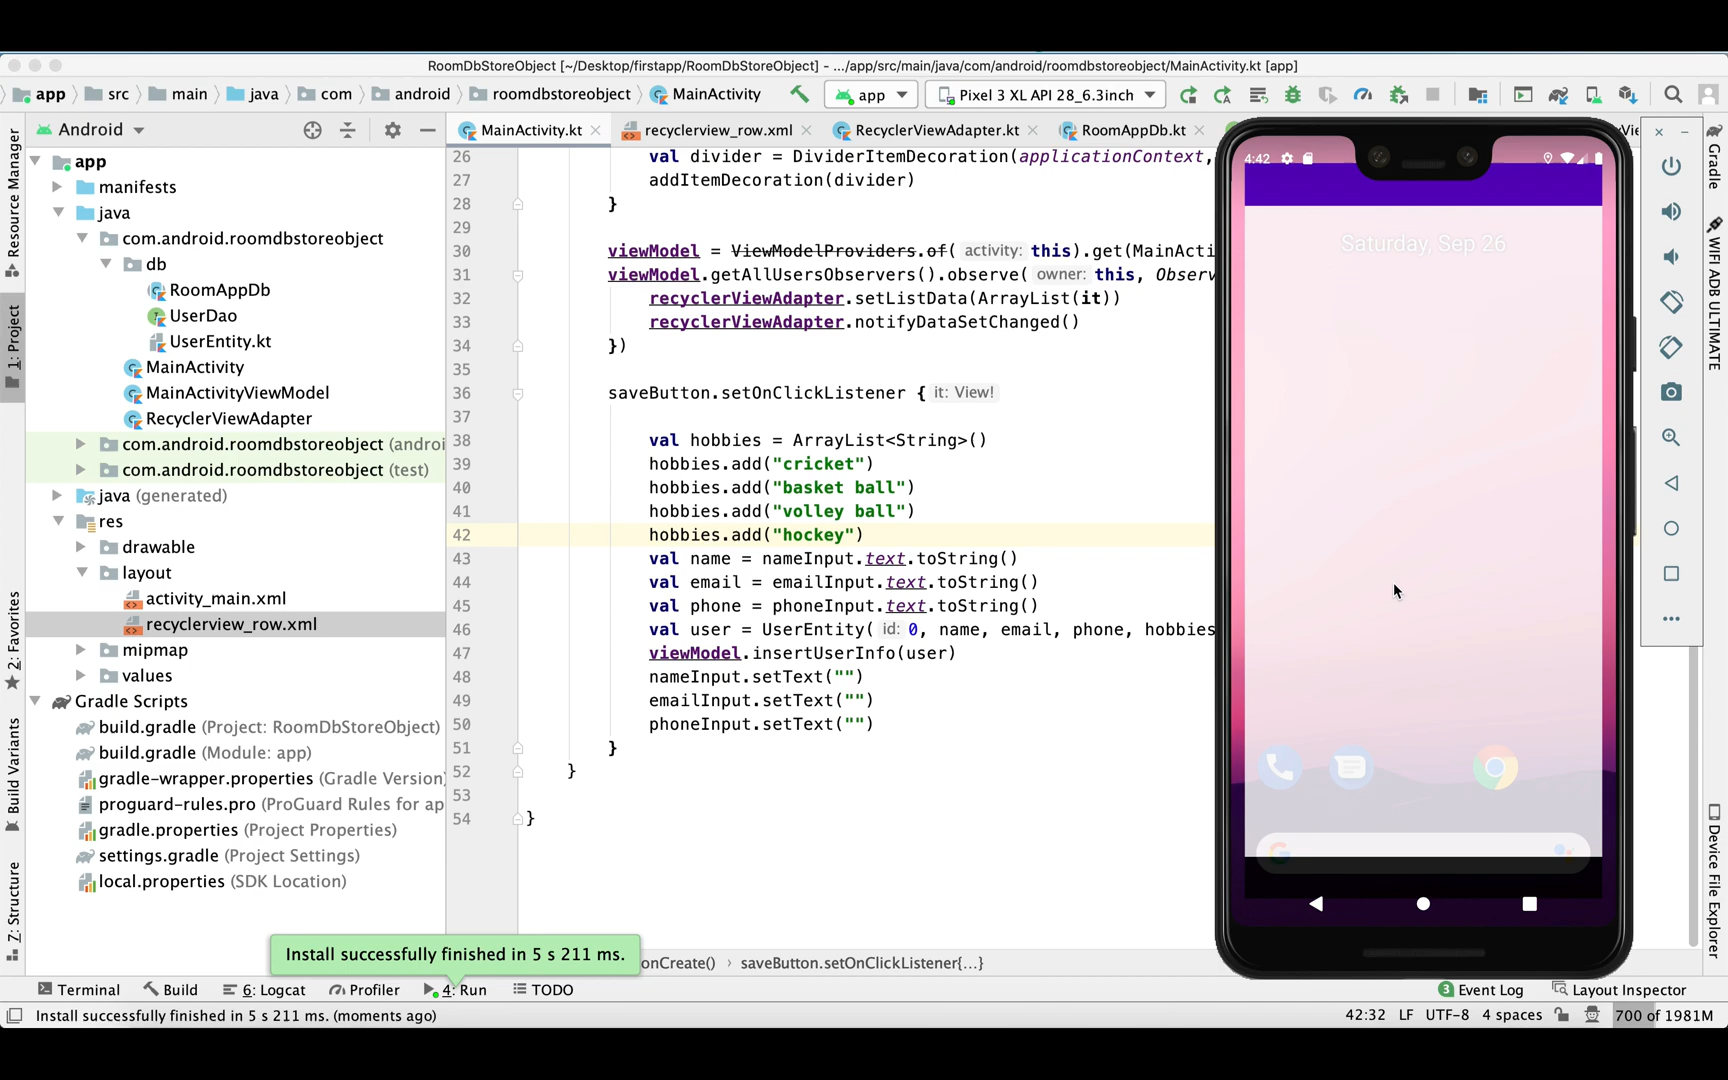 RoomDbStoreObject [~/Desktop/firstapp/RoomDbStoreObject] - .../app/src/main/java/com/android/roomdbstoreobject/MainActivity.kt [app]
app src main java com android roomdbstoreobject MainActivity app Pixel 3 XL API 28_6.3inch
Android
MainActivity.kt recyclerview_row.xml RecyclerViewAdapter.kt RoomAppDb.kt
app
manifests
java
com.android.roomdbstoreobject
db
RoomAppDb
UserDao
UserEntity.kt
MainActivity
MainActivityViewModel
RecyclerViewAdapter
com.android.roomdbstoreobject (androi
com.android.roomdbstoreobject (test)
java (generated)
res
drawable
layout
activity_main.xml
recyclerview_row.xml
mipmap
values
Gradle Scripts
build.gradle (Project: RoomDbStoreObject)
build.gradle (Module: app)
gradle-wrapper.properties (Gradle Version)
proguard-rules.pro (ProGuard Rules for ap
gradle.properties (Project Properties)
settings.gradle (Project Settings)
local.properties (SDK Location)
Resource Manager
1: Project
2: Favorites
Build Variants
7: Structure
26 val divider = DividerItemDecoration(applicationContext,
27 addItemDecoration(divider)
28 }
29
30 viewModel = ViewModelProviders.of( activity: this).get(MainActi
31 viewModel.getAllUsersObservers().observe( owner: this, Observ
32 recyclerViewAdapter.setListData(ArrayList(it))
33 recyclerViewAdapter.notifyDataSetChanged()
34 })
35
36 saveButton.setOnClickListener { it: View!
37
38 val hobbies = ArrayList<String>()
39 hobbies.add("cricket")
40 hobbies.add("basket ball")
41 hobbies.add("volley ball")
42 hobbies.add("hockey")
43 val name = nameInput.text.toString()
44 val email = emailInput.text.toString()
45 val phone = phoneInput.text.toString()
46 val user = UserEntity( id: 0, name, email, phone, hobbies
47 viewModel.insertUserInfo(user)
48 nameInput.setText("")
49 emailInput.setText("")
50 phoneInput.setText("")
51 }
52 }
53
54 }
4:42
Saturday, Sep 26
Gradle
WIFI ADB ULTIMATE
Device File Explorer
Install successfully finished in 5 s 211 ms.
onCreate() › saveButton.setOnClickListener{...}
Terminal Build 6: Logcat Profiler 4: Run TODO 3 Event Log Layout Inspector
Install successfully finished in 5 s 211 ms. (moments ago) 42:32 LF UTF-8 4 spaces 700 of 1981M